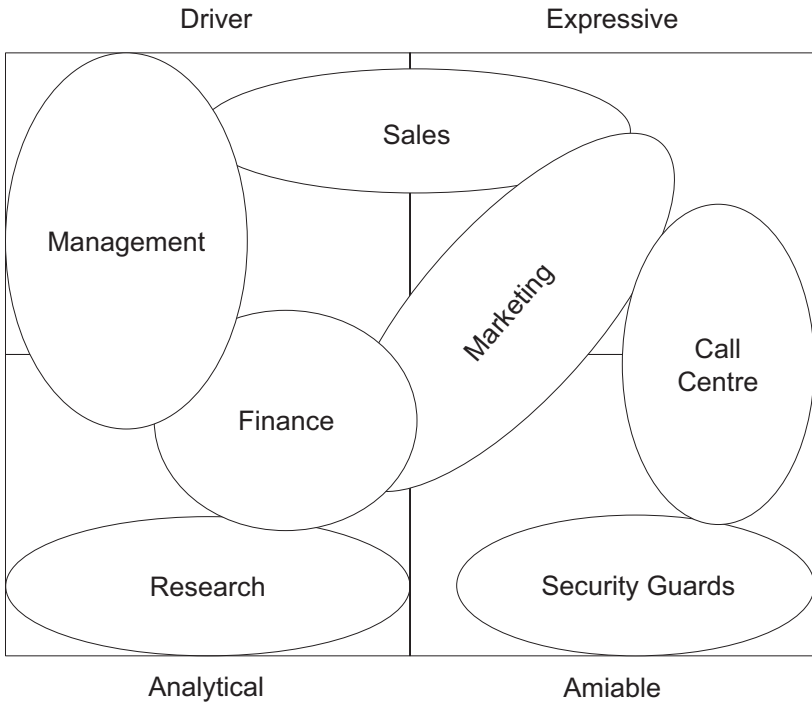 Driver
Expressive
Sales
Management
Marketing
Call
Centre
Finance
Research
Security Guards
Analytical
Amiable